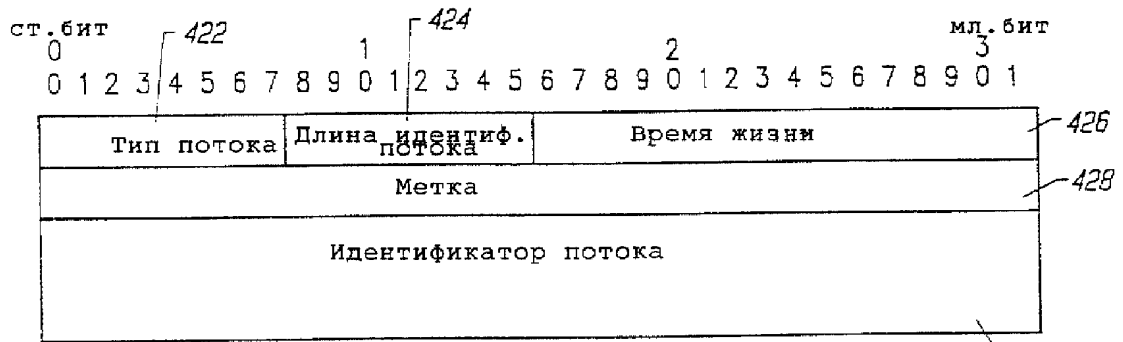 ст.бит 422 424 мл.бит
0 1 2 3
0 1 2 3 4 5 6 7 8 9 0 1 2 3 4 5 6 7 8 9 0 1 2 3 4 5 6 7 8 9 0 1
Тип потока Длина идентиф. Время жизни 426
потока
Метка 428
Идентификатор потока